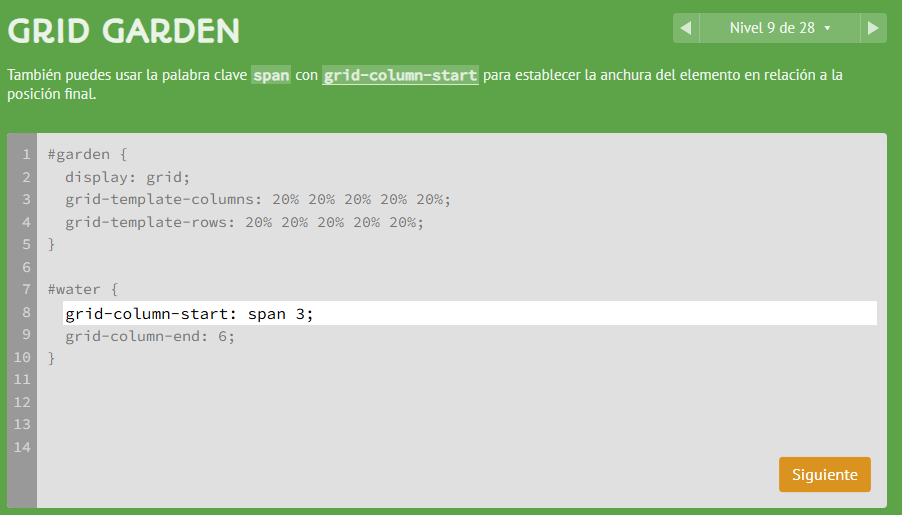 GRID GARDEN
◀ Nivel 9 de 28 ▾ ▶
También puedes usar la palabra clave span con grid-column-start para establecer la anchura del elemento en relación a la
posición final.
1 #garden {
2 display: grid;
3 grid-template-columns: 20% 20% 20% 20% 20%;
4 grid-template-rows: 20% 20% 20% 20% 20%;
5 }
6
7 #water {
8 grid-column-start: span 3;
9 grid-column-end: 6;
10 }
11
12
13
14
Siguiente